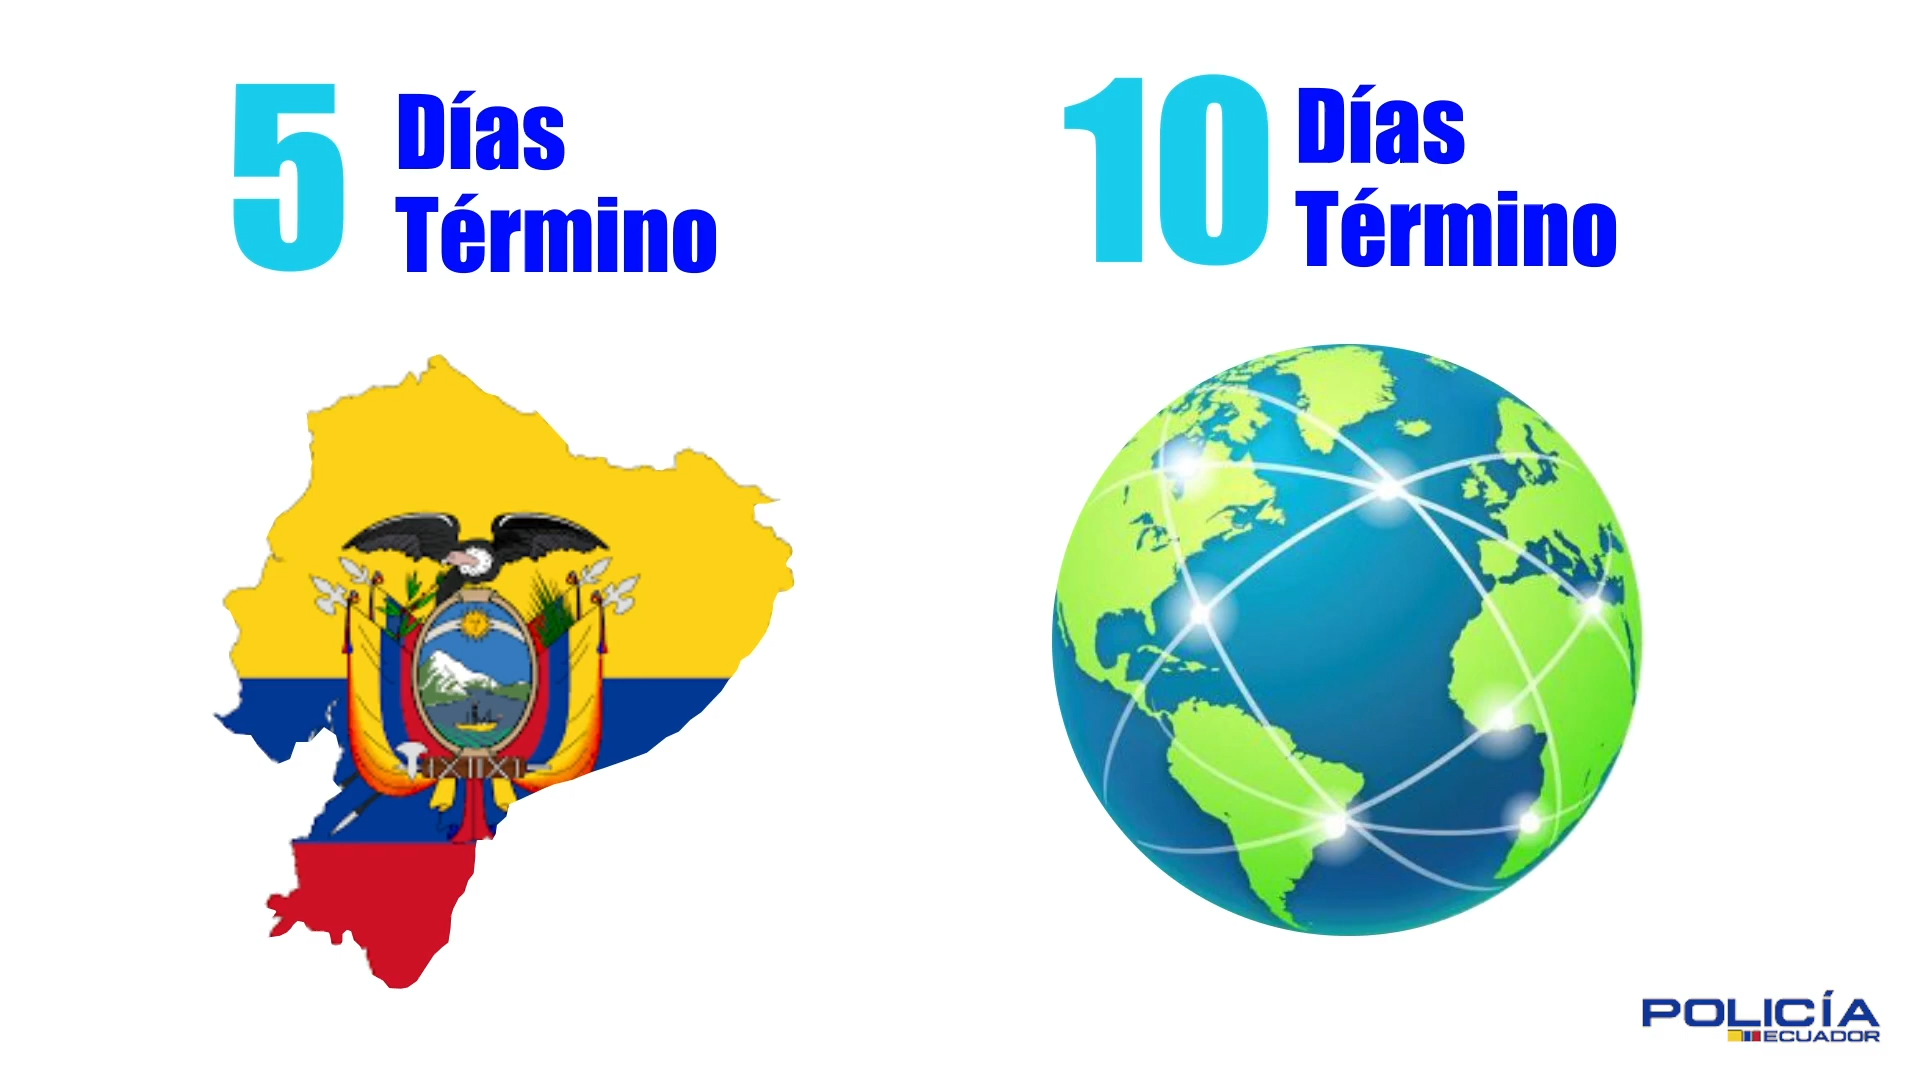 5 Días
Término
10 Días
Término
POLICÍA
ECUADOR